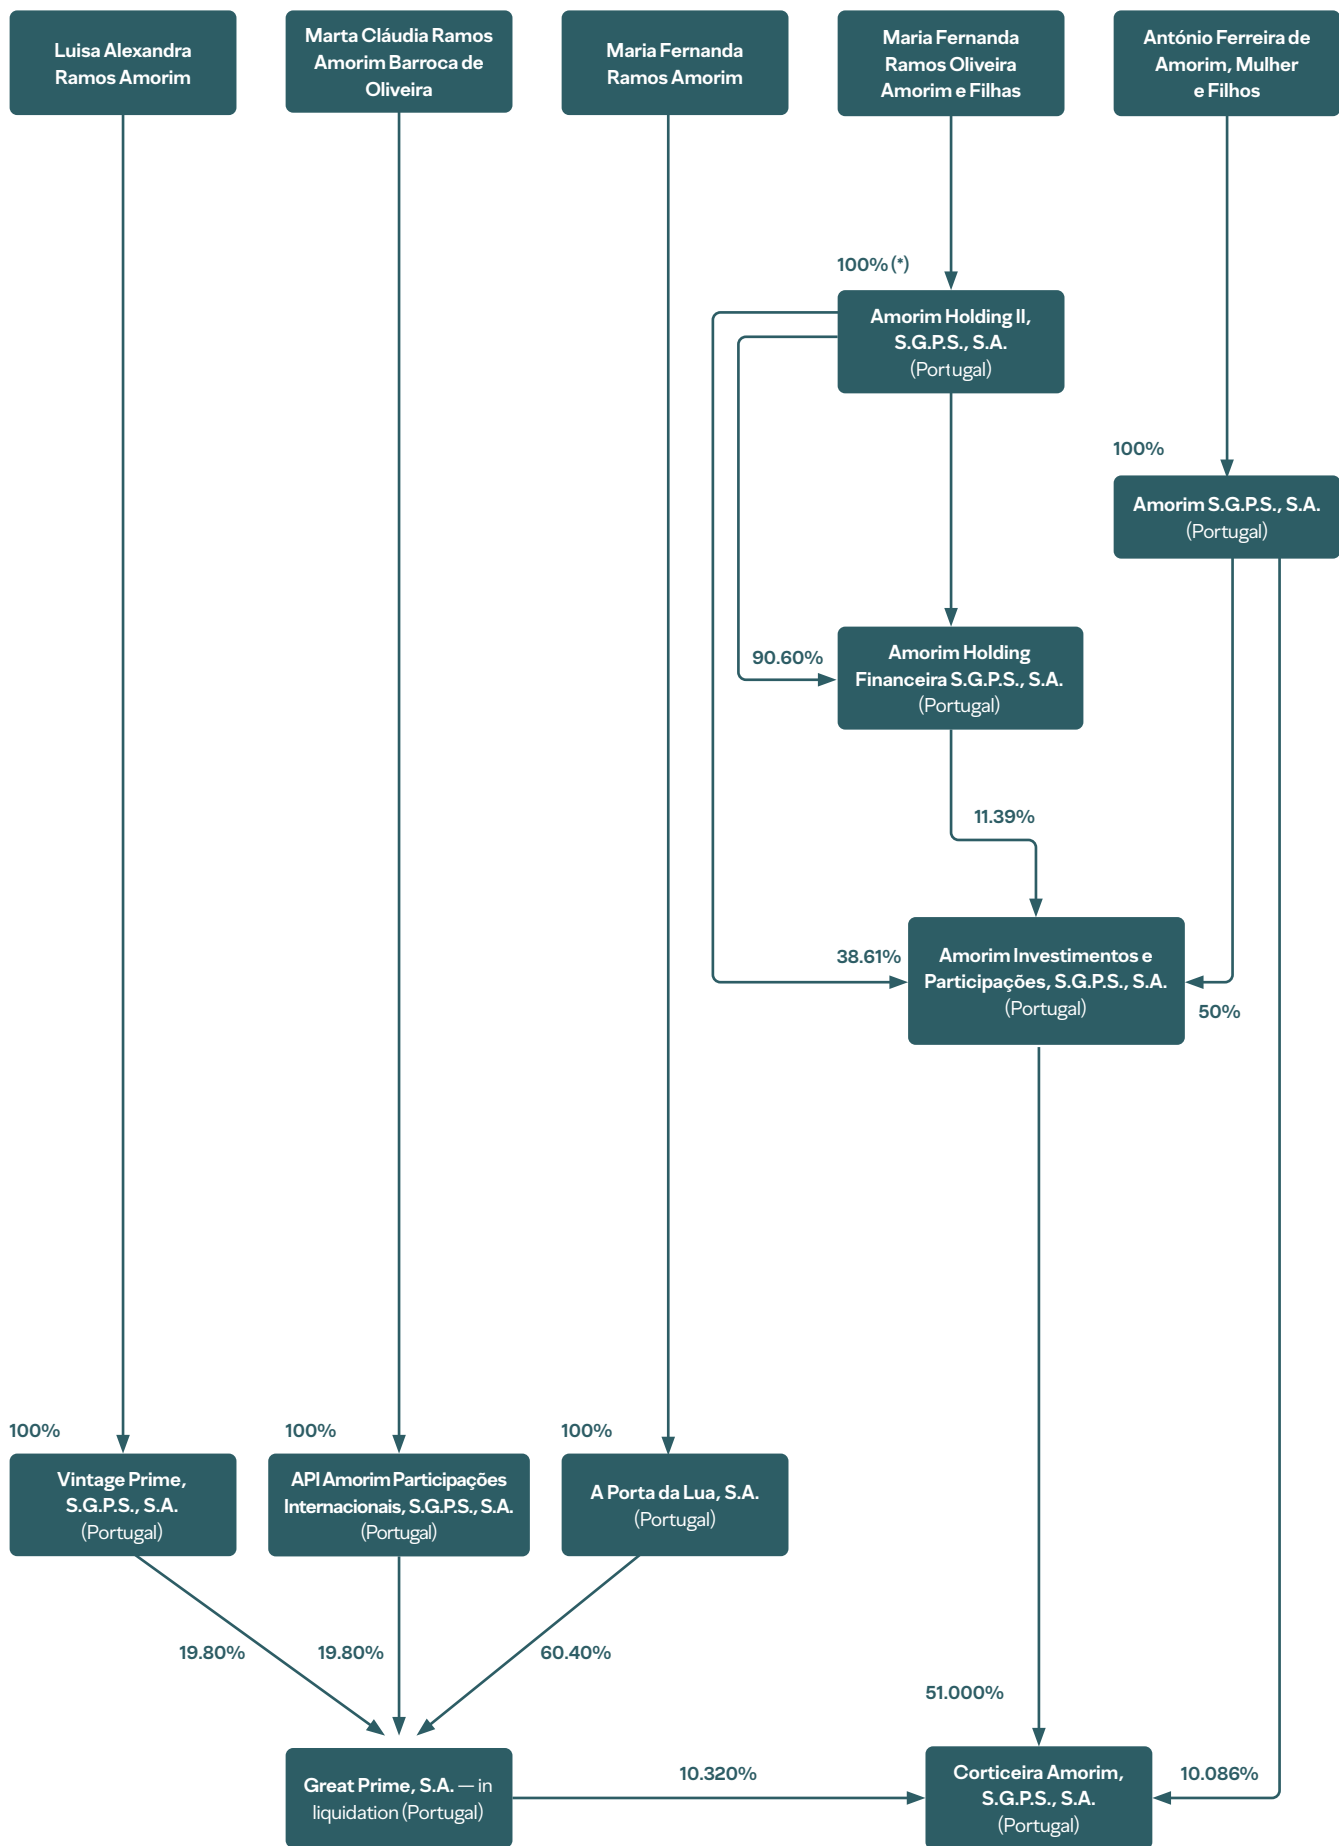 Luisa Alexandra
Ramos Amorim
Marta Cláudia Ramos
Amorim Barroca de
Oliveira
Maria Fernanda
Ramos Amorim
Maria Fernanda
Ramos Oliveira
Amorim e Filhas
António Ferreira de
Amorim, Mulher
e Filhos
100% (*)
Amorim Holding II,
S.G.P.S., S.A.
(Portugal)
100%
Amorim S.G.P.S., S.A.
(Portugal)
90.60%
Amorim Holding
Financeira S.G.P.S., S.A.
(Portugal)
11.39%
38.61%
Amorim Investimentos e
Participações, S.G.P.S., S.A.
(Portugal)
50%
100%
Vintage Prime,
S.G.P.S., S.A.
(Portugal)
100%
API Amorim Participações
Internacionais, S.G.P.S., S.A.
(Portugal)
100%
A Porta da Lua, S.A.
(Portugal)
19.80%
19.80%
60.40%
51.000%
Great Prime, S.A. — in
liquidation (Portugal)
10.320%
Corticeira Amorim,
S.G.P.S., S.A.
(Portugal)
10.086%